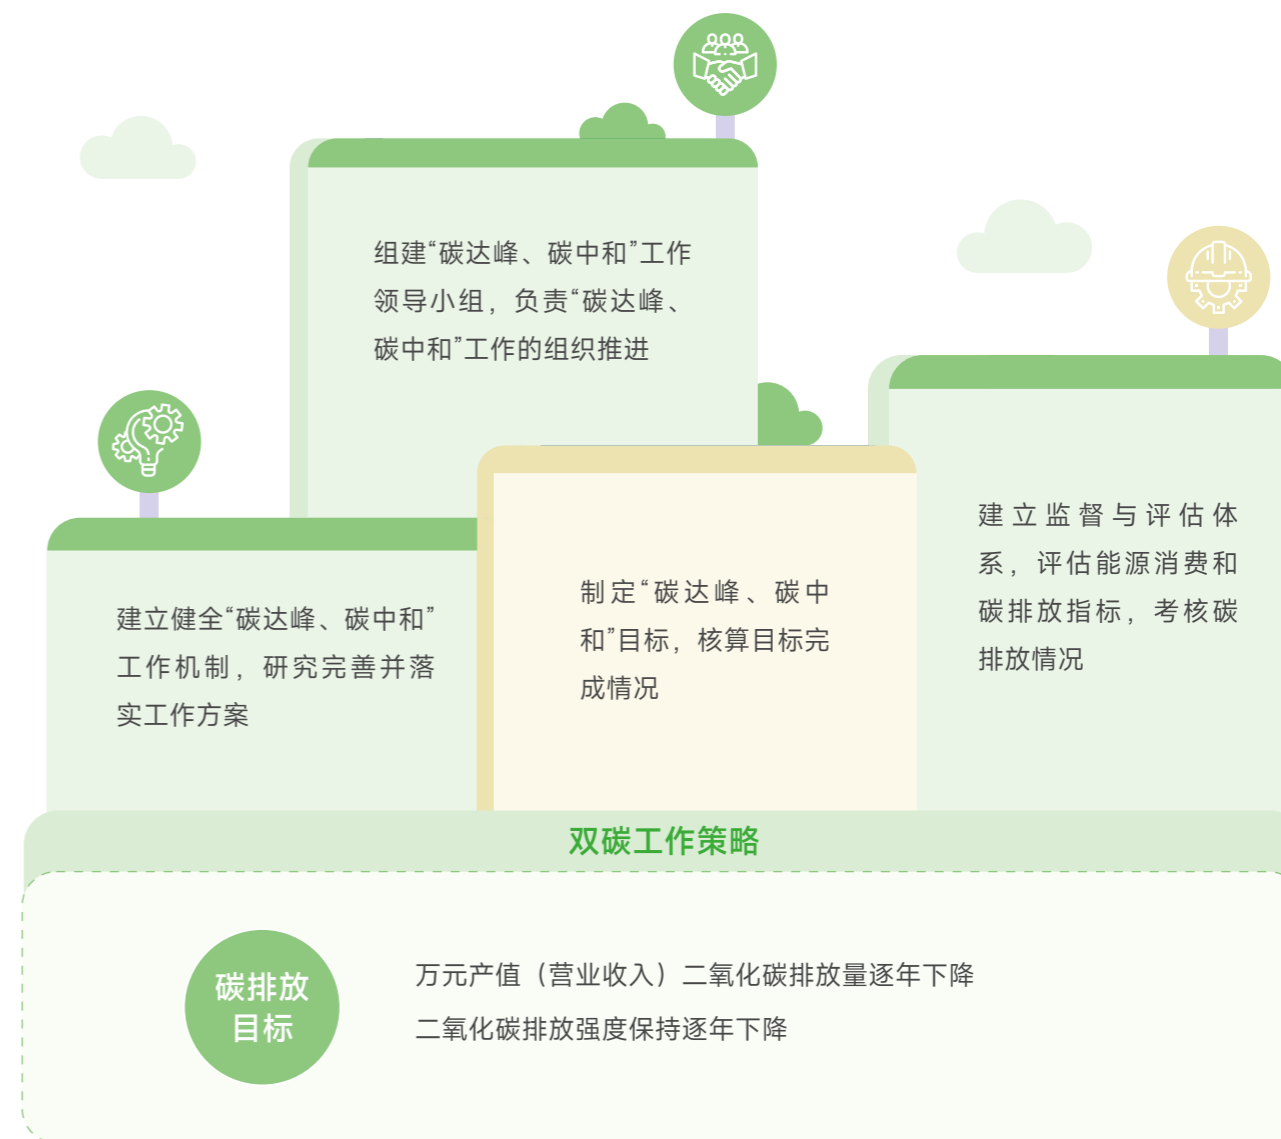 组建“碳达峰、碳中和”工作
领导小组，负责“碳达峰、
碳中和”工作的组织推进
建立健全“碳达峰、碳中和”
工作机制，研究完善并落
实工作方案
制定“碳达峰、碳中
和”目标，核算目标完
成情况
建立监督与评估体
系，评估能源消费和
碳排放指标，考核碳
排放情况
双碳工作策略
碳排放
目标
万元产值（营业收入）二氧化碳排放量逐年下降
二氧化碳排放强度保持逐年下降